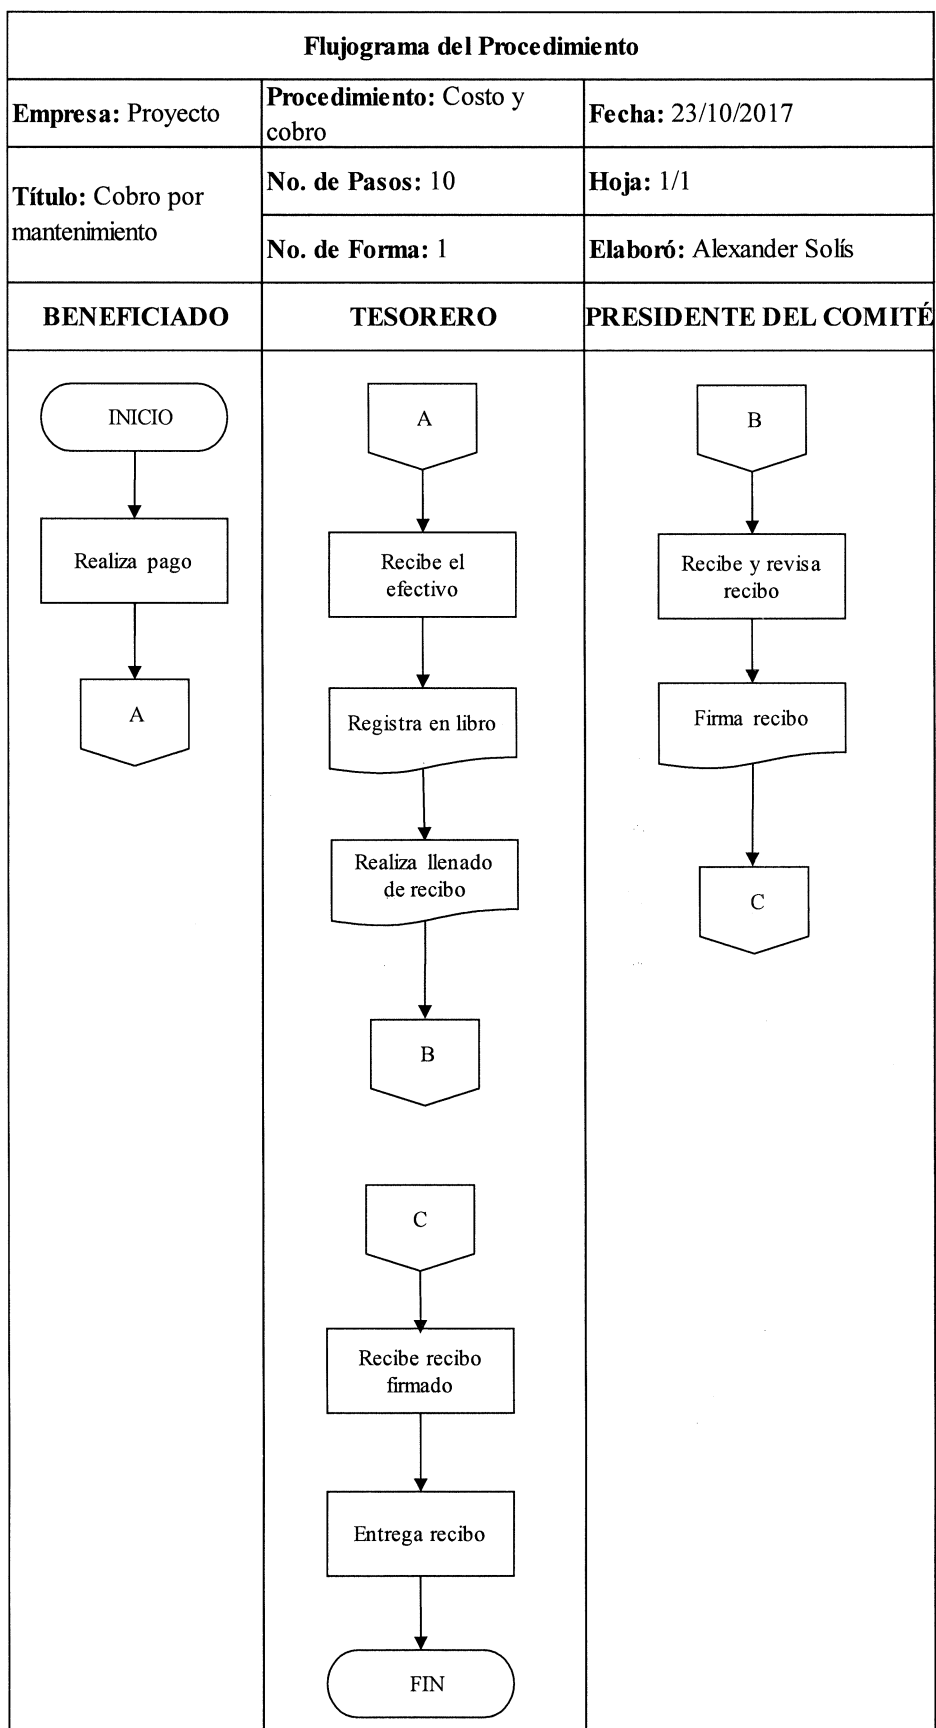 Flujograma del Procedimiento
Empresa: Proyecto
Procedimiento: Costo y
cobro
Fecha: 23/10/2017
Título: Cobro por
mantenimiento
No. de Pasos: 10
Hoja: 1/1
No. de Forma: 1
Elaboró: Alexander Solís
BENEFICIADO
TESORERO
PRESIDENTE DEL COMITÉ
INICIO
Realiza pago
A
A
Recibe el
efectivo
Registra en libro
Realiza llenado
de recibo
B
B
Recibe y revisa
recibo
Firma recibo
C
C
Recibe recibo
firmado
Entrega recibo
FIN